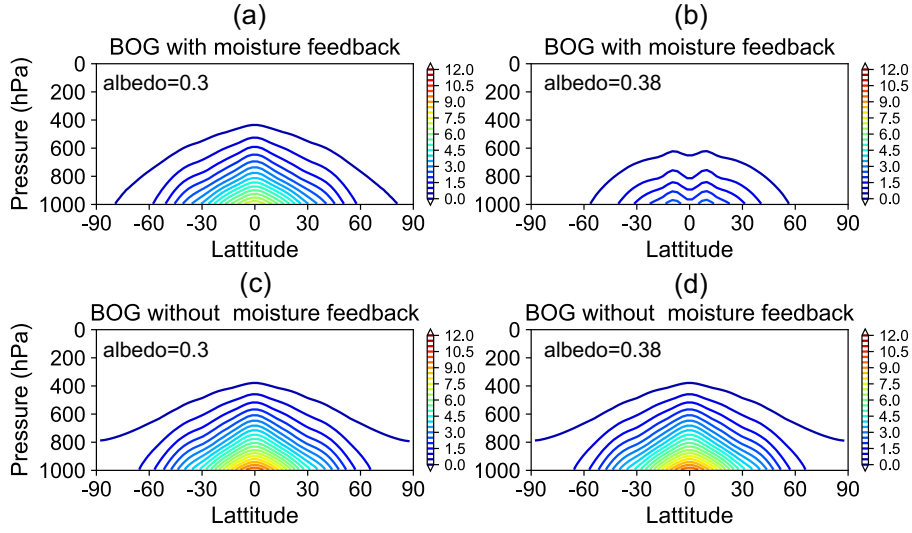 (a)
BOG with moisture feedback
albedo=0.3
Pressure (hPa)
0
200
400
600
800
1000
-90 -60 -30 0 30 60 90
Lattitude
12.0
10.5
9.0
7.5
6.0
4.5
3.0
1.5
0.0
(b)
BOG with moisture feedback
albedo=0.38
0
200
400
600
800
1000
-90 -60 -30 0 30 60 90
Lattitude
12.0
10.5
9.0
7.5
6.0
4.5
3.0
1.5
0.0
(c)
BOG without  moisture feedback
albedo=0.3
Pressure (hPa)
0
200
400
600
800
1000
-90 -60 -30 0 30 60 90
Lattitude
12.0
10.5
9.0
7.5
6.0
4.5
3.0
1.5
0.0
(d)
BOG without  moisture feedback
albedo=0.38
0
200
400
600
800
1000
-90 -60 -30 0 30 60 90
Lattitude
12.0
10.5
9.0
7.5
6.0
4.5
3.0
1.5
0.0